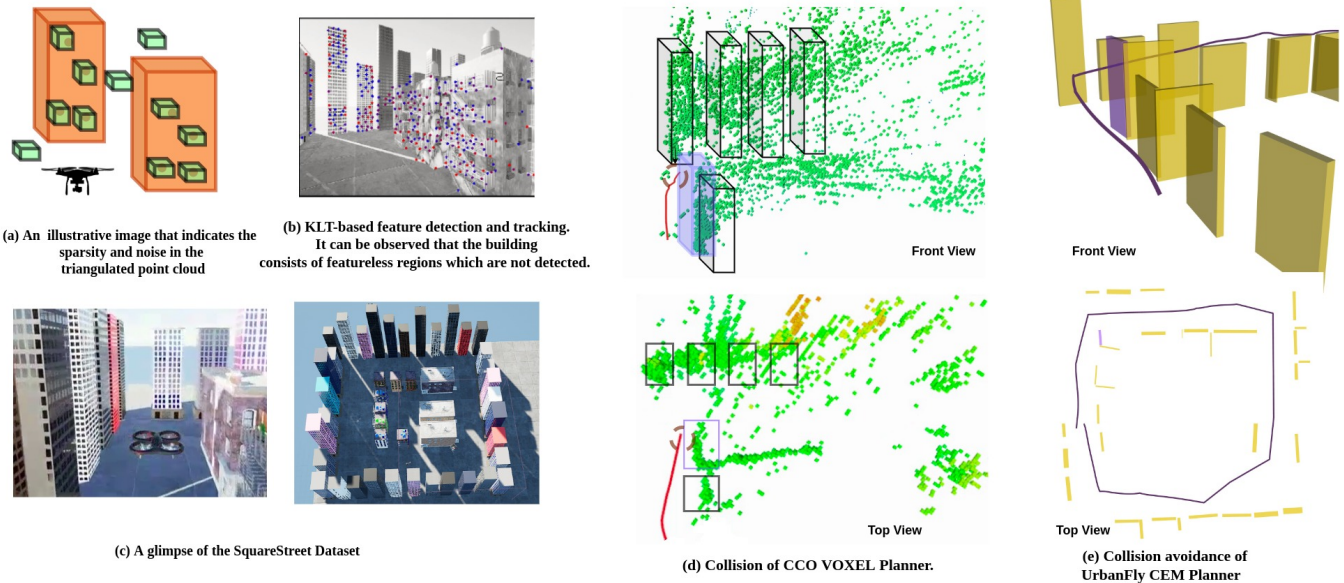 (a) An illustrative image that indicates the
sparsity and noise in the
triangulated point cloud
(b) KLT-based feature detection and tracking.
It can be observed that the building
consists of featureless regions which are not detected.
(c) A glimpse of the SquareStreet Dataset
Front View
Top View
(d) Collision of CCO VOXEL Planner.
Front View
Top View
(e) Collision avoidance of
UrbanFly CEM Planner